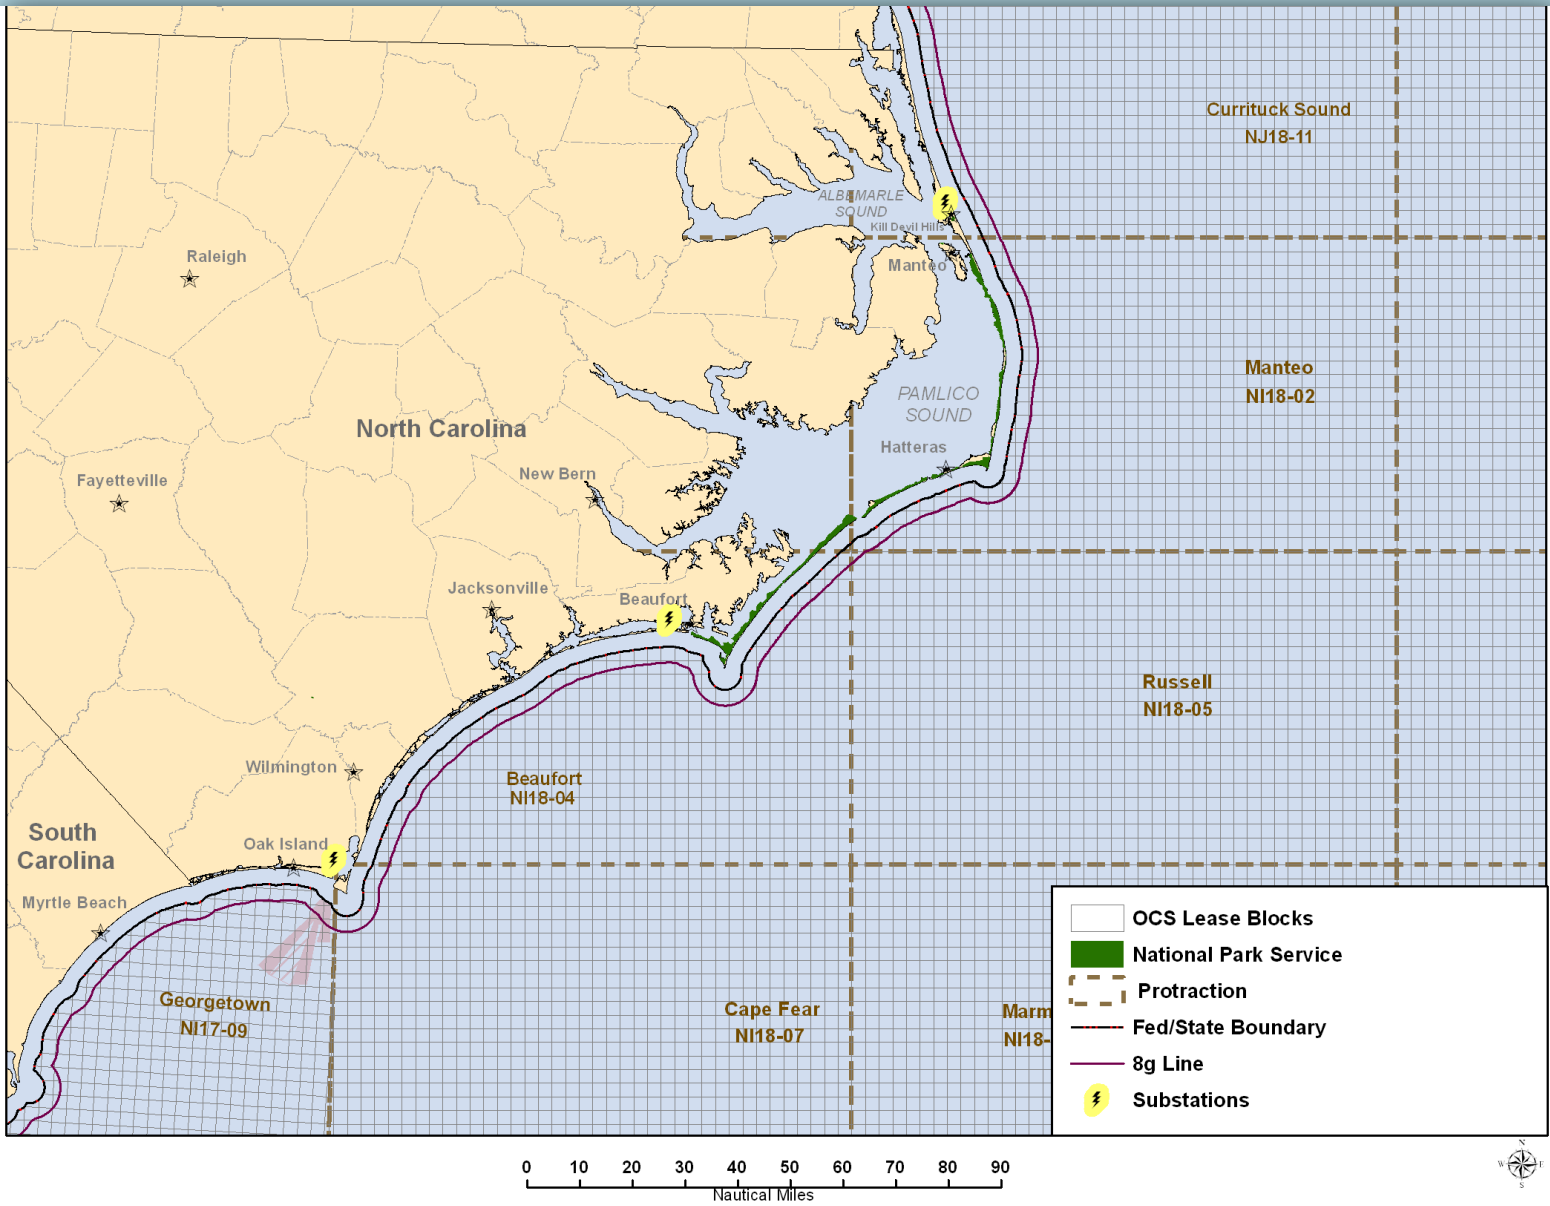 Currituck Sound
NJ18-11
ALBEMARLE
SOUND
Kill Devil Hills
Raleigh
Manteo
Manteo
NI18-02
PAMLICO
SOUND
North Carolina
Hatteras
New Bern
Fayetteville
Jacksonville
Beaufort
Russell
NI18-05
Wilmington
Beaufort
NI18-04
South
Carolina
Oak Island
Myrtle Beach
Georgetown
NI17-09
Cape Fear
NI18-07
Marm
NI18-
OCS Lease Blocks
National Park Service
Protraction
Fed/State Boundary
8g Line
Substations
0 10 20 30 40 50 60 70 80 90
Nautical Miles
N
W E
S